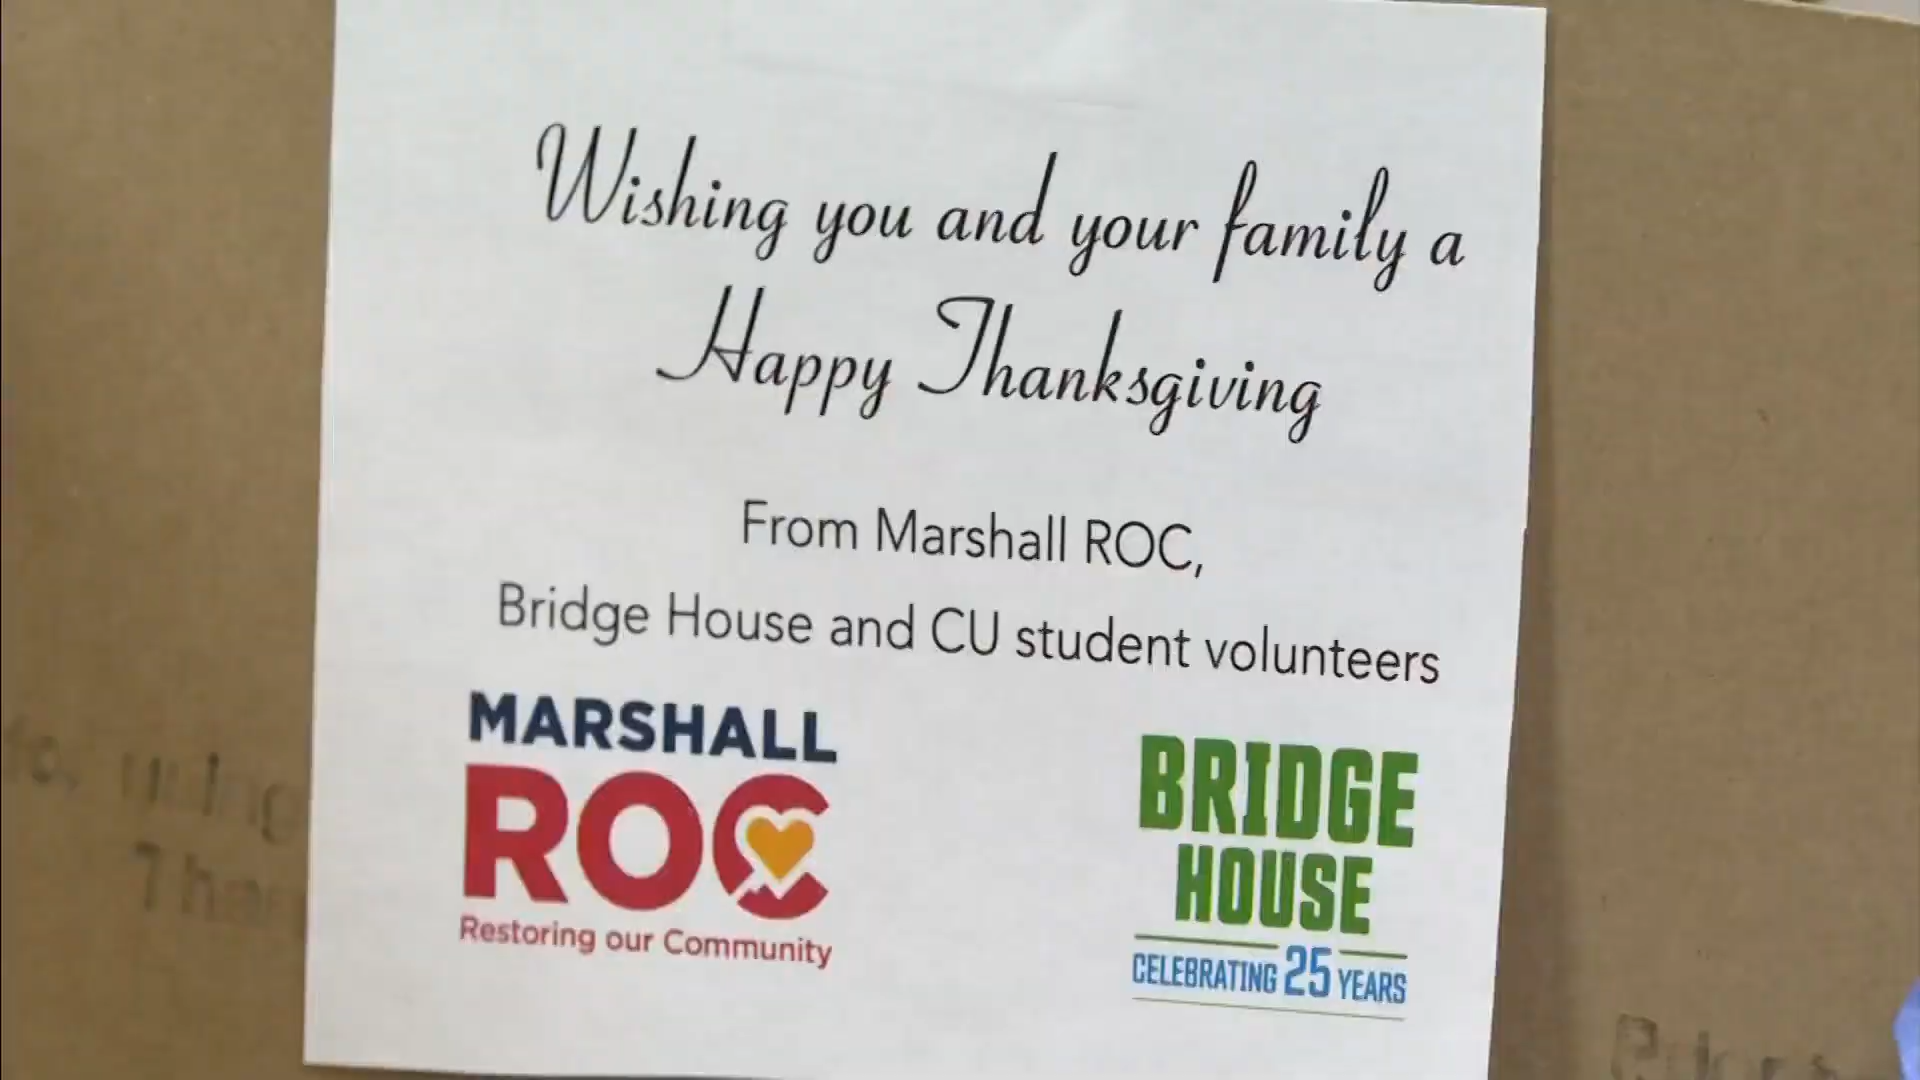 Wishing you and your family a
Happy Thanksgiving
From Marshall ROC,
Bridge House and CU student volunteers
MARSHALL
ROC
Restoring our Community
BRIDGE
HOUSE
CELEBRATING 25 YEARS